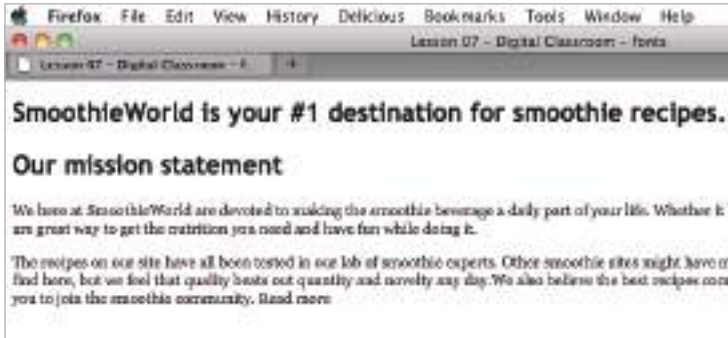 Firefox File Edit View History Delicious Bookmarks Tools Window Help
Lesson 07 - Digital Classroom - fonts
Lesson 07 - Digital Classroom - f... +
SmoothieWorld is your #1 destination for smoothie recipes.
Our mission statement
We here at SmoothieWorld are devoted to making the smoothie beverage a daily part of your life. Whether it
are great way to get the nutrition you need and have fun while doing it.
The recipes on our site have all been tested in our lab of smoothie experts. Other smoothie sites might have
find here, but we feel that quality beats out quantity and novelty any day. We also believe the best recipes
you to join the smoothie community. Read more